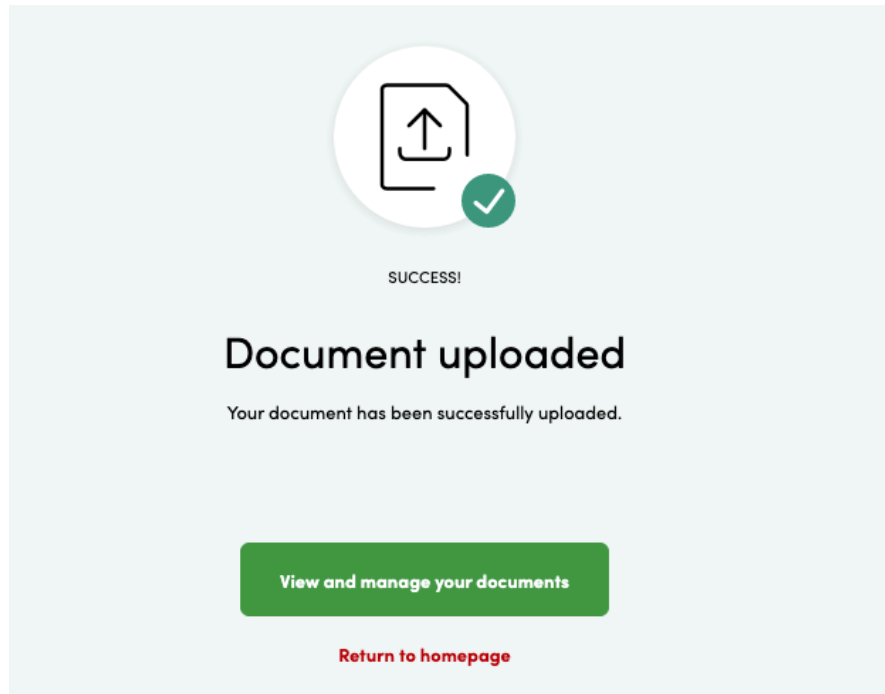 SUCCESS!
Document uploaded
Your document has been successfully uploaded.
View and manage your documents
Return to homepage